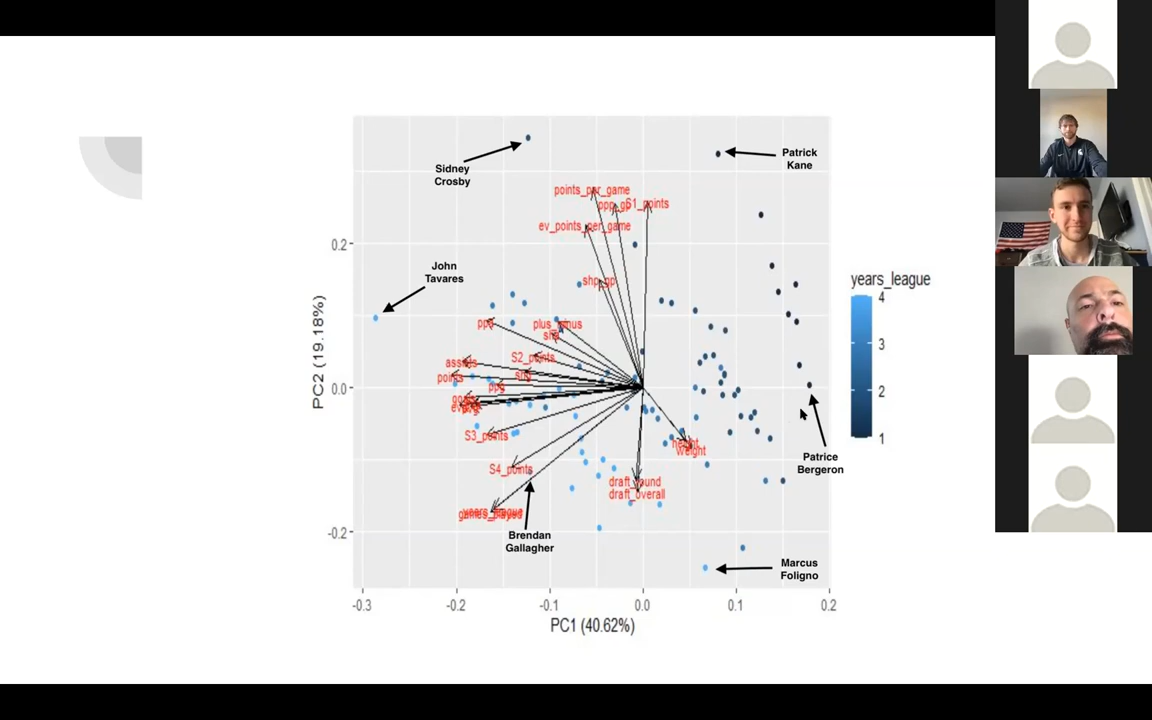 Sidney
Crosby
Patrick
Kane
points_per_game
S1_points
ev_points_per_game
0.2
John
Tavares
shp_gp
years_league
4
3
2
1
ppg
plus_minus
S2_points
assists
points
ppg
0.0
PC2 (19.18%)
S3_points
height
weight
S4_points
Patrice
Bergeron
draft_round
draft_overall
-0.2
Brendan
Gallagher
Marcus
Foligno
-0.3
-0.2
-0.1
0.0
0.1
0.2
PC1 (40.62%)